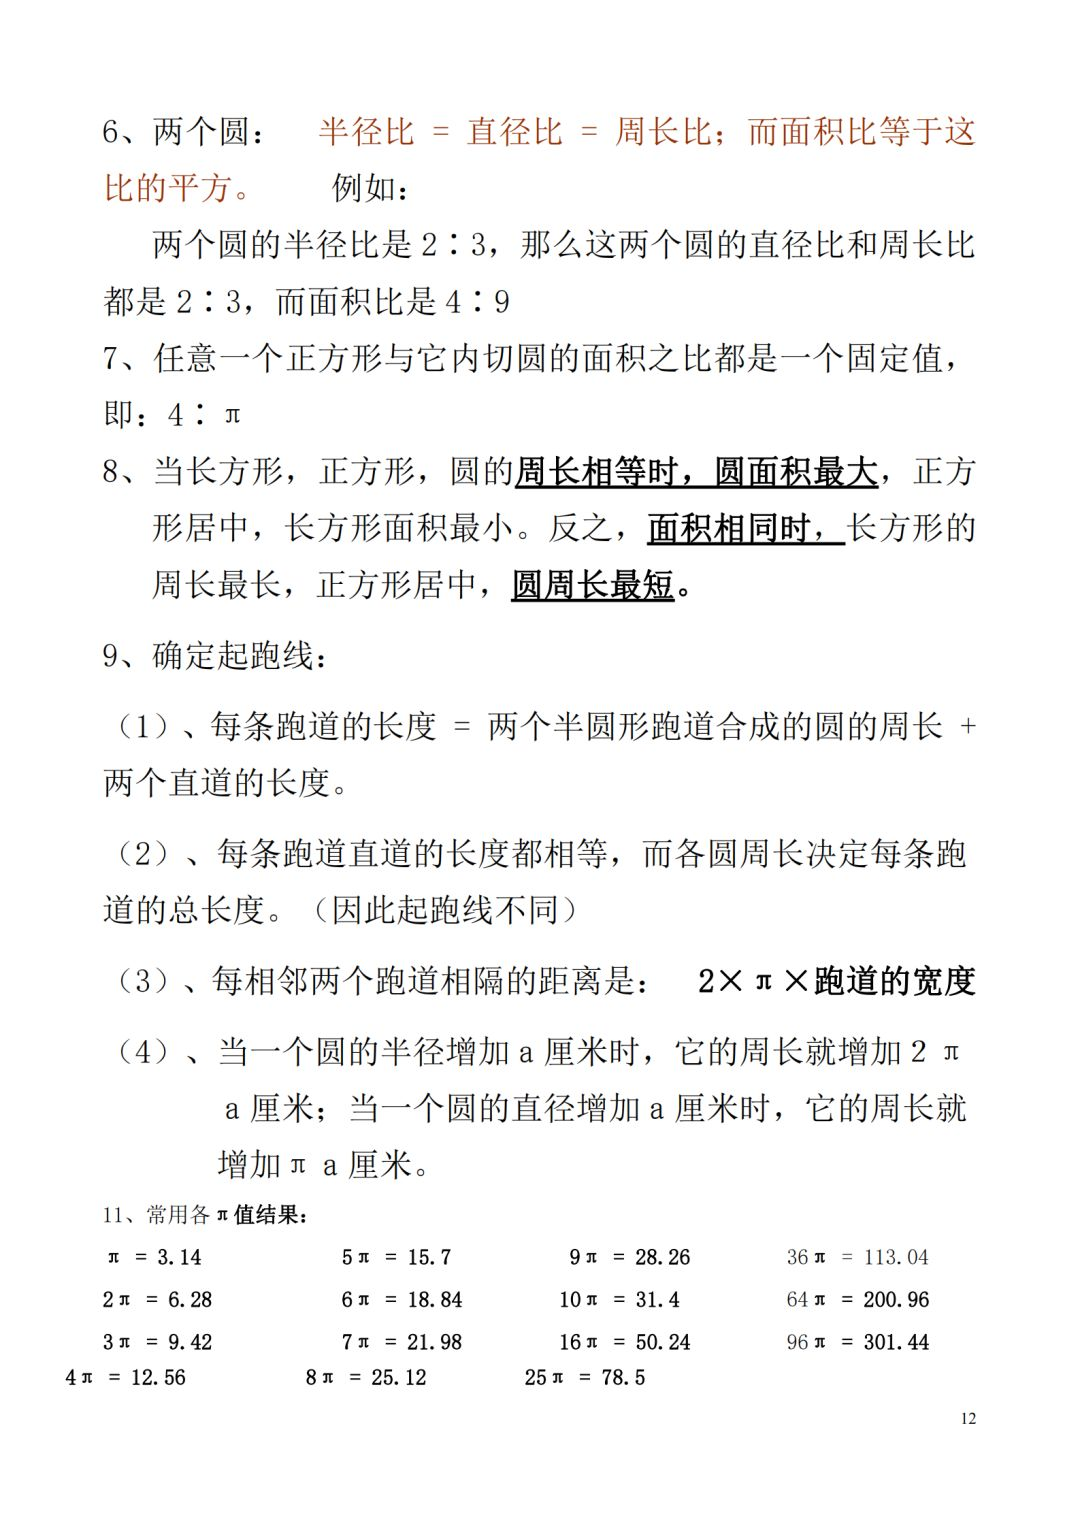 6、两个圆： 半径比 = 直径比 = 周长比；而面积比等于这
比的平方。 例如：
两个圆的半径比是 2∶3，那么这两个圆的直径比和周长比
都是 2∶3，而面积比是 4∶9
7、任意一个正方形与它内切圆的面积之比都是一个固定值，
即：4∶π
8、当长方形，正方形，圆的周长相等时，圆面积最大，正方
形居中，长方形面积最小。反之，面积相同时，长方形的
周长最长，正方形居中，圆周长最短。
9、确定起跑线：
（1）、每条跑道的长度 = 两个半圆形跑道合成的圆的周长 +
两个直道的长度。
（2）、每条跑道直道的长度都相等，而各圆周长决定每条跑
道的总长度。（因此起跑线不同）
（3）、每相邻两个跑道相隔的距离是： 2×π×跑道的宽度
（4）、当一个圆的半径增加 a 厘米时，它的周长就增加２π
a 厘米；当一个圆的直径增加 a 厘米时，它的周长就
增加π a 厘米。
11、常用各π值结果：
π = 3.14 5π = 15.7 9π = 28.26 36π = 113.04
2π = 6.28 6π = 18.84 10π = 31.4 64π = 200.96
3π = 9.42 7π = 21.98 16π = 50.24 96π = 301.44
4π = 12.56 8π = 25.12 25π = 78.5
12